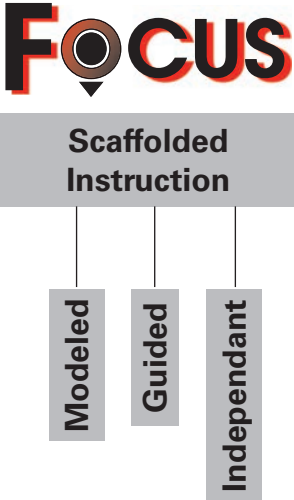 FOCUS
Scaffolded
Instruction
Modeled
Guided
Independant